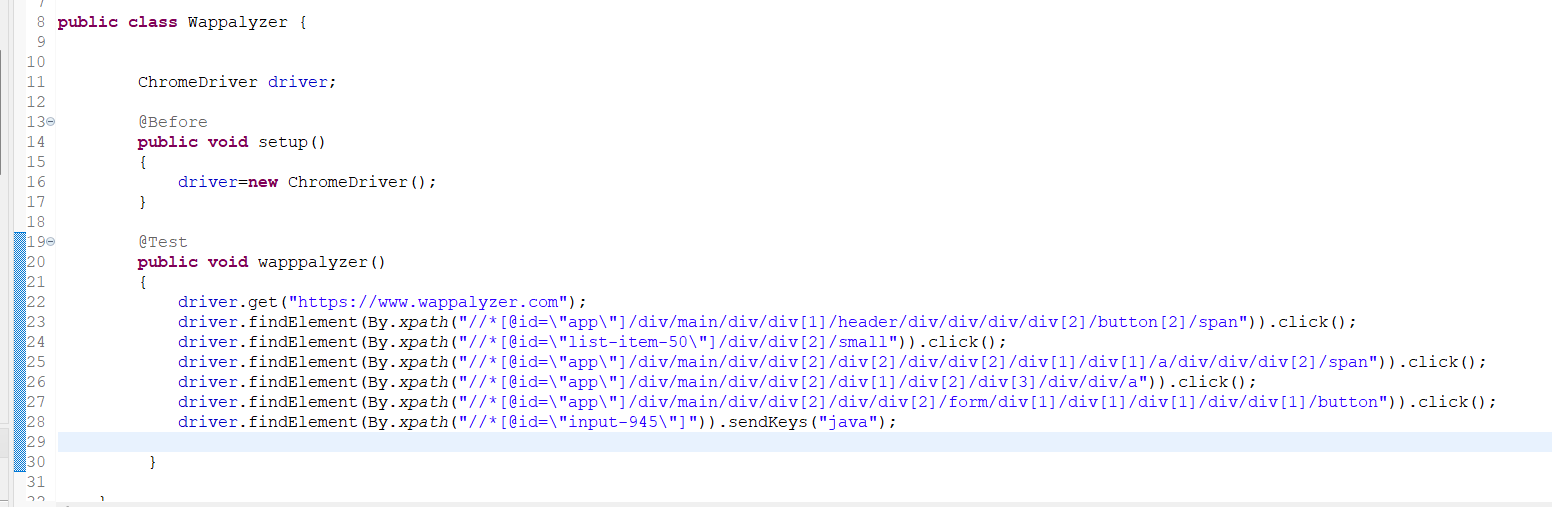 8 public class Wappalyzer {
9
10
11 ChromeDriver driver;
12
13 @Before
14 public void setup()
15 {
16 driver=new ChromeDriver();
17 }
18
19 @Test
20 public void wapppalyzer()
21 {
22 driver.get("https://www.wappalyzer.com");
23 driver.findElement(By.xpath("//*[@id=\"app\"]/div/main/div/div[1]/header/div/div/div/div[2]/button[2]/span")).click();
24 driver.findElement(By.xpath("//*[@id=\"list-item-50\"]/div/div[2]/small")).click();
25 driver.findElement(By.xpath("//*[@id=\"app\"]/div/main/div/div[2]/div/div[2]/div[1]/div[1]/a/div/div/div[2]/span")).click();
26 driver.findElement(By.xpath("//*[@id=\"app\"]/div/main/div/div[2]/div[1]/div[2]/div[3]/div/div/a")).click();
27 driver.findElement(By.xpath("//*[@id=\"app\"]/div/main/div/div[2]/div/div[2]/form/div[1]/div[1]/div[1]/div/div[1]/button")).click();
28 driver.findElement(By.xpath("//*[@id=\"input-945\"]")).sendKeys("java");
29
30 }
31